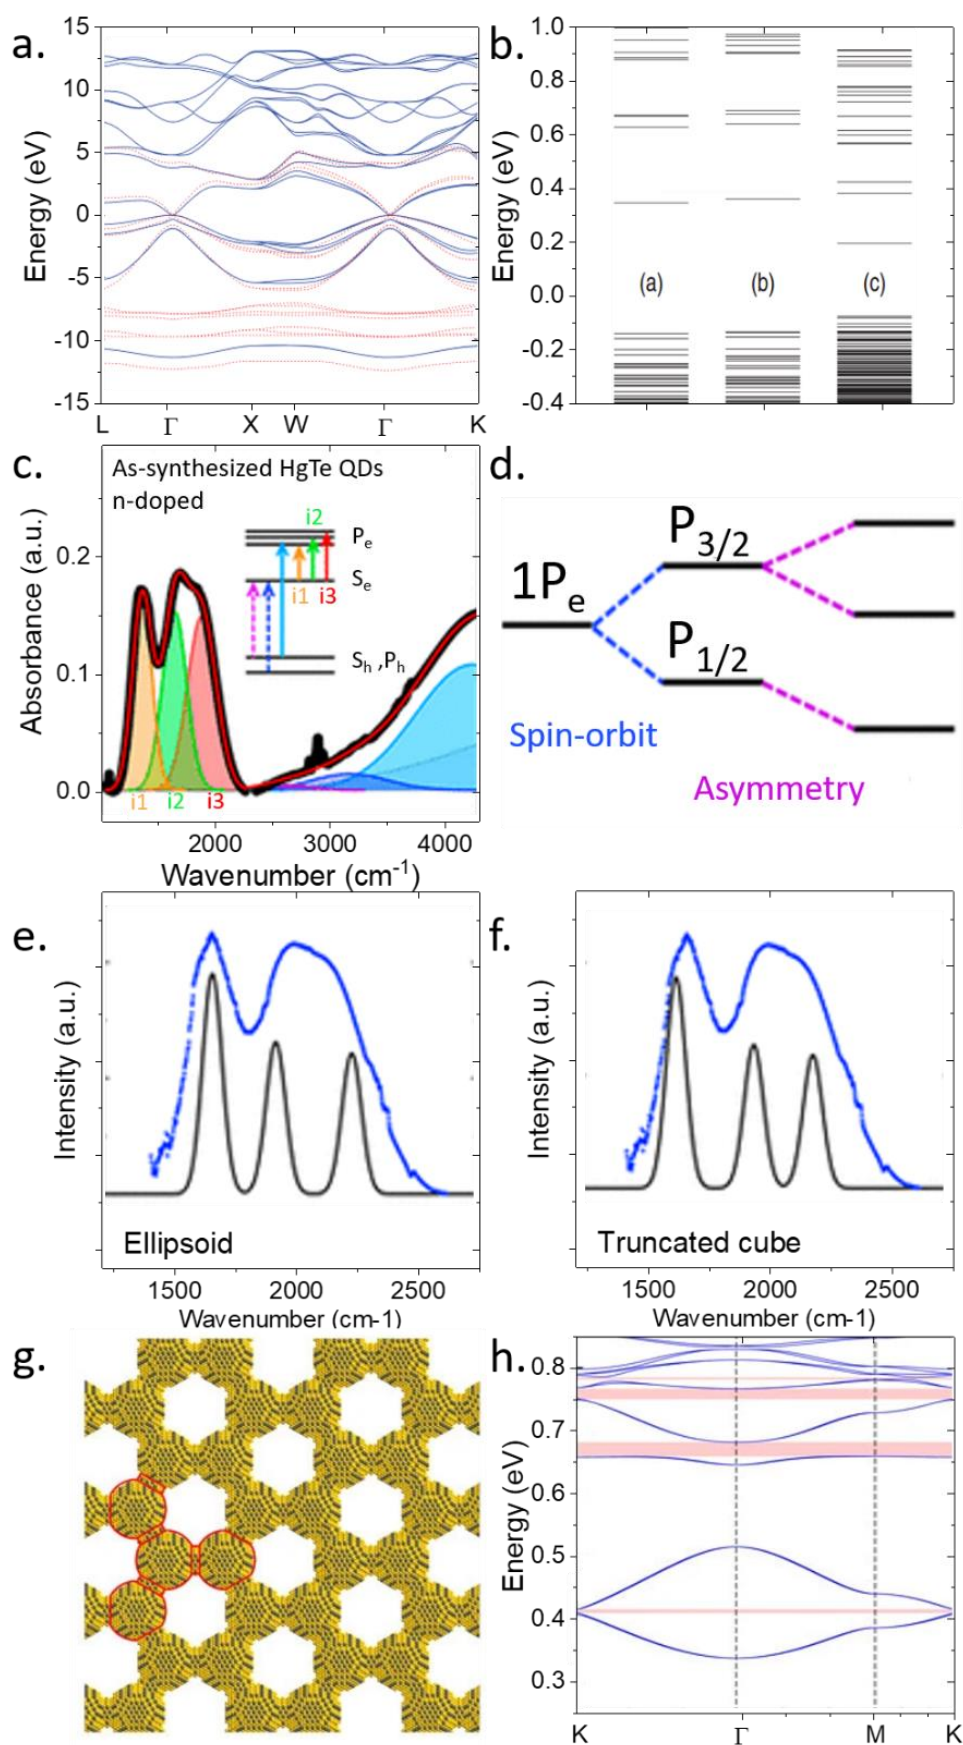 a.
15
10
5
0
-5
-10
-15
Energy (eV)
L Γ X W Γ K
b.
1.0
0.8
0.6
0.4
0.2
0.0
-0.2
-0.4
Energy (eV)
(a) (b) (c)
c.
As-synthesized HgTe QDs
n-doped
i2
Pe
Se
i1 i3
Sh ,Ph
0.2
0.1
0.0
Absorbance (a.u.)
i1 i2 i3
2000 3000 4000
Wavenumber (cm-1)
d.
1Pe
P3/2
P1/2
Spin-orbit
Asymmetry
e.
Intensity (a.u.)
Ellipsoid
1500 2000 2500
Wavenumber (cm-1)
f.
Intensity (a.u.)
Truncated cube
1500 2000 2500
Wavenumber (cm-1)
g.
h.
0.8
0.7
0.6
0.5
0.4
0.3
Energy (eV)
K Γ M K